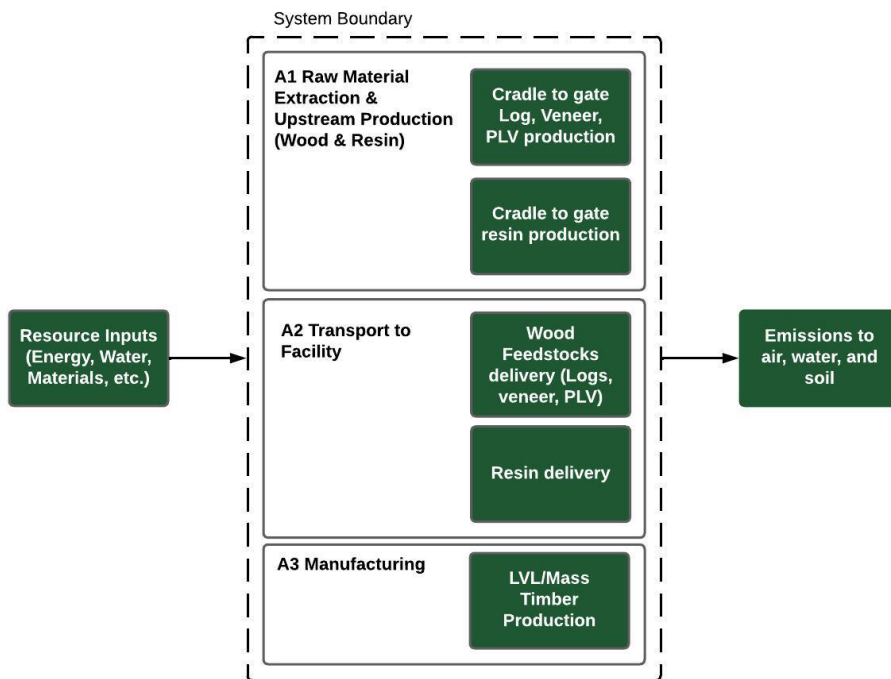 System Boundary
A1 Raw Material
Extraction &
Upstream Production
(Wood & Resin)
Cradle to gate
Log, Veneer,
PLV production
Cradle to gate
resin production
Resource Inputs
(Energy, Water,
Materials, etc.)
A2 Transport to
Facility
Wood
Feedstocks
delivery (Logs,
veneer, PLV)
Resin delivery
Emissions to
air, water, and
soil
A3 Manufacturing
LVL/Mass
Timber
Production